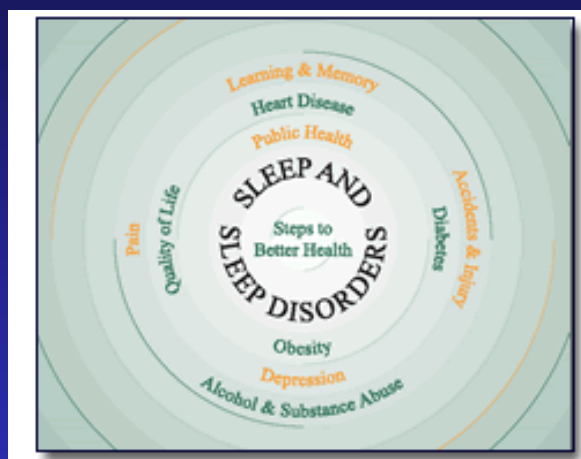 Learning & Memory
Heart Disease
Public Health
SLEEP AND
SLEEP DISORDERS
Steps to
Better Health
Pain
Quality of Life
Accidents & Injury
Diabetes
Obesity
Depression
Alcohol & Substance Abuse